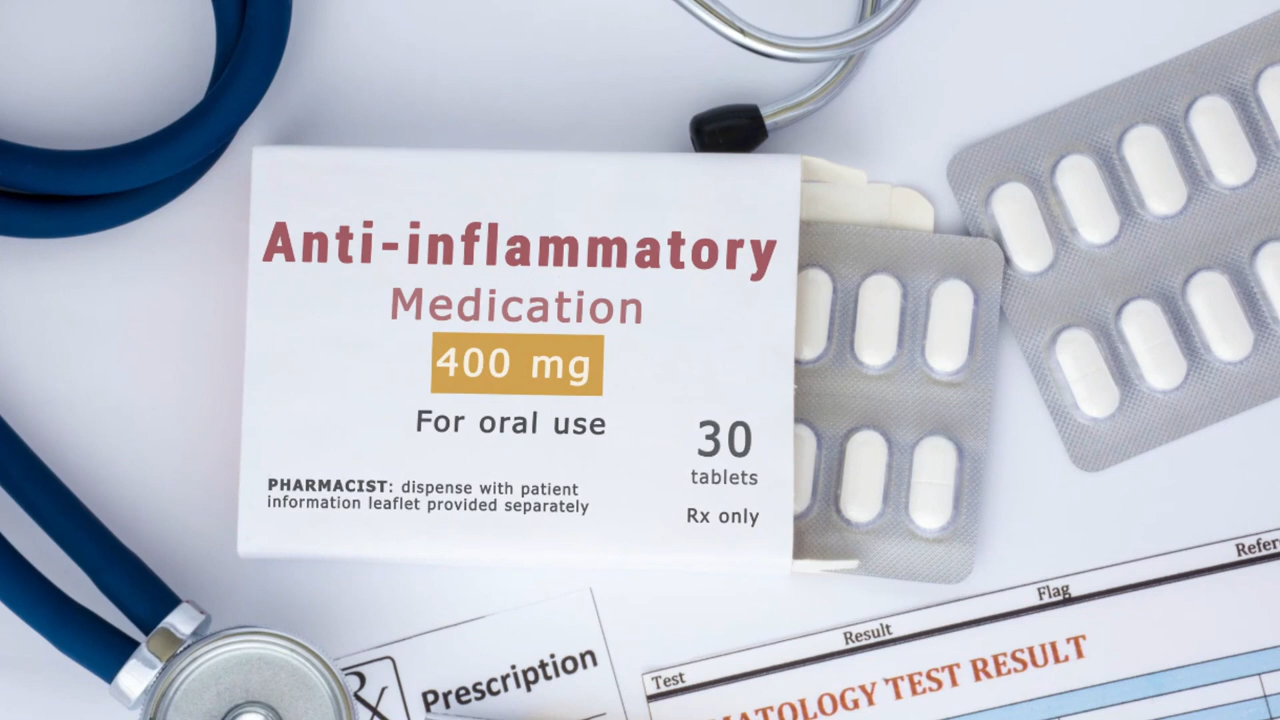 Anti-inflammatory
Medication
400 mg
For oral use
30
tablets
Rx only
PHARMACIST: dispense with patient
information leaflet provided separately
Rx
Prescription
Test Result Flag
TEST RESULT